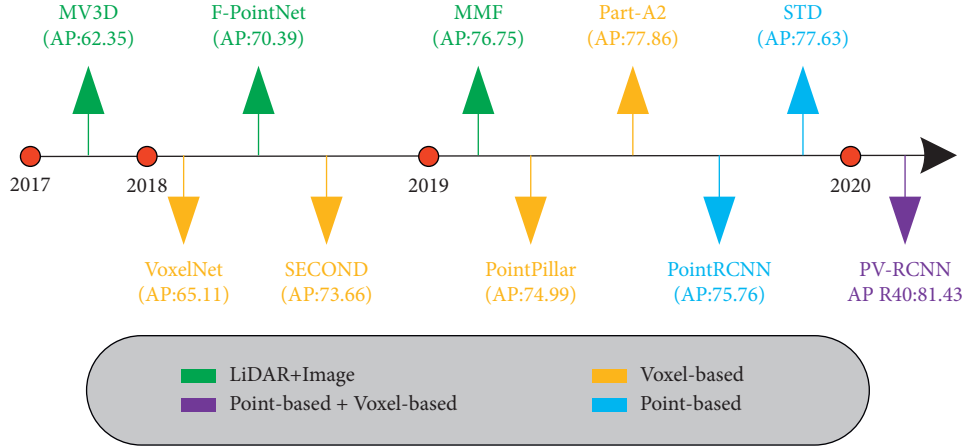 MV3D
(AP:62.35)
F-PointNet
(AP:70.39)
MMF
(AP:76.75)
Part-A2
(AP:77.86)
STD
(AP:77.63)
2017
2018
2019
2020
VoxelNet
(AP:65.11)
SECOND
(AP:73.66)
PointPillar
(AP:74.99)
PointRCNN
(AP:75.76)
PV-RCNN
AP R40:81.43
LiDAR+Image
Voxel-based
Point-based + Voxel-based
Point-based